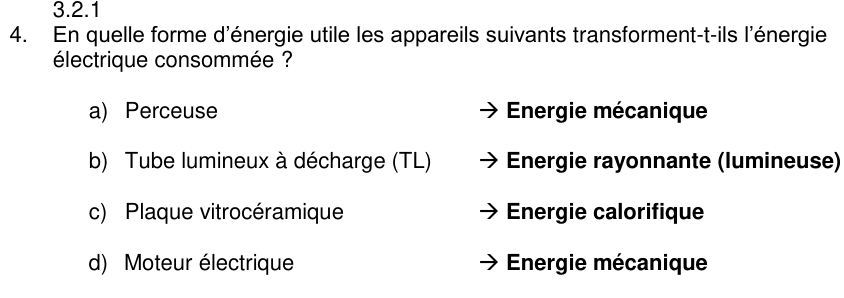 3.2.1
4. En quelle forme d'énergie utile les appareils suivants transforment-t-ils l'énergie
électrique consommée ?
a) Perceuse → Energie mécanique
b) Tube lumineux à décharge (TL) → Energie rayonnante (lumineuse)
c) Plaque vitrocéramique → Energie calorifique
d) Moteur électrique → Energie mécanique